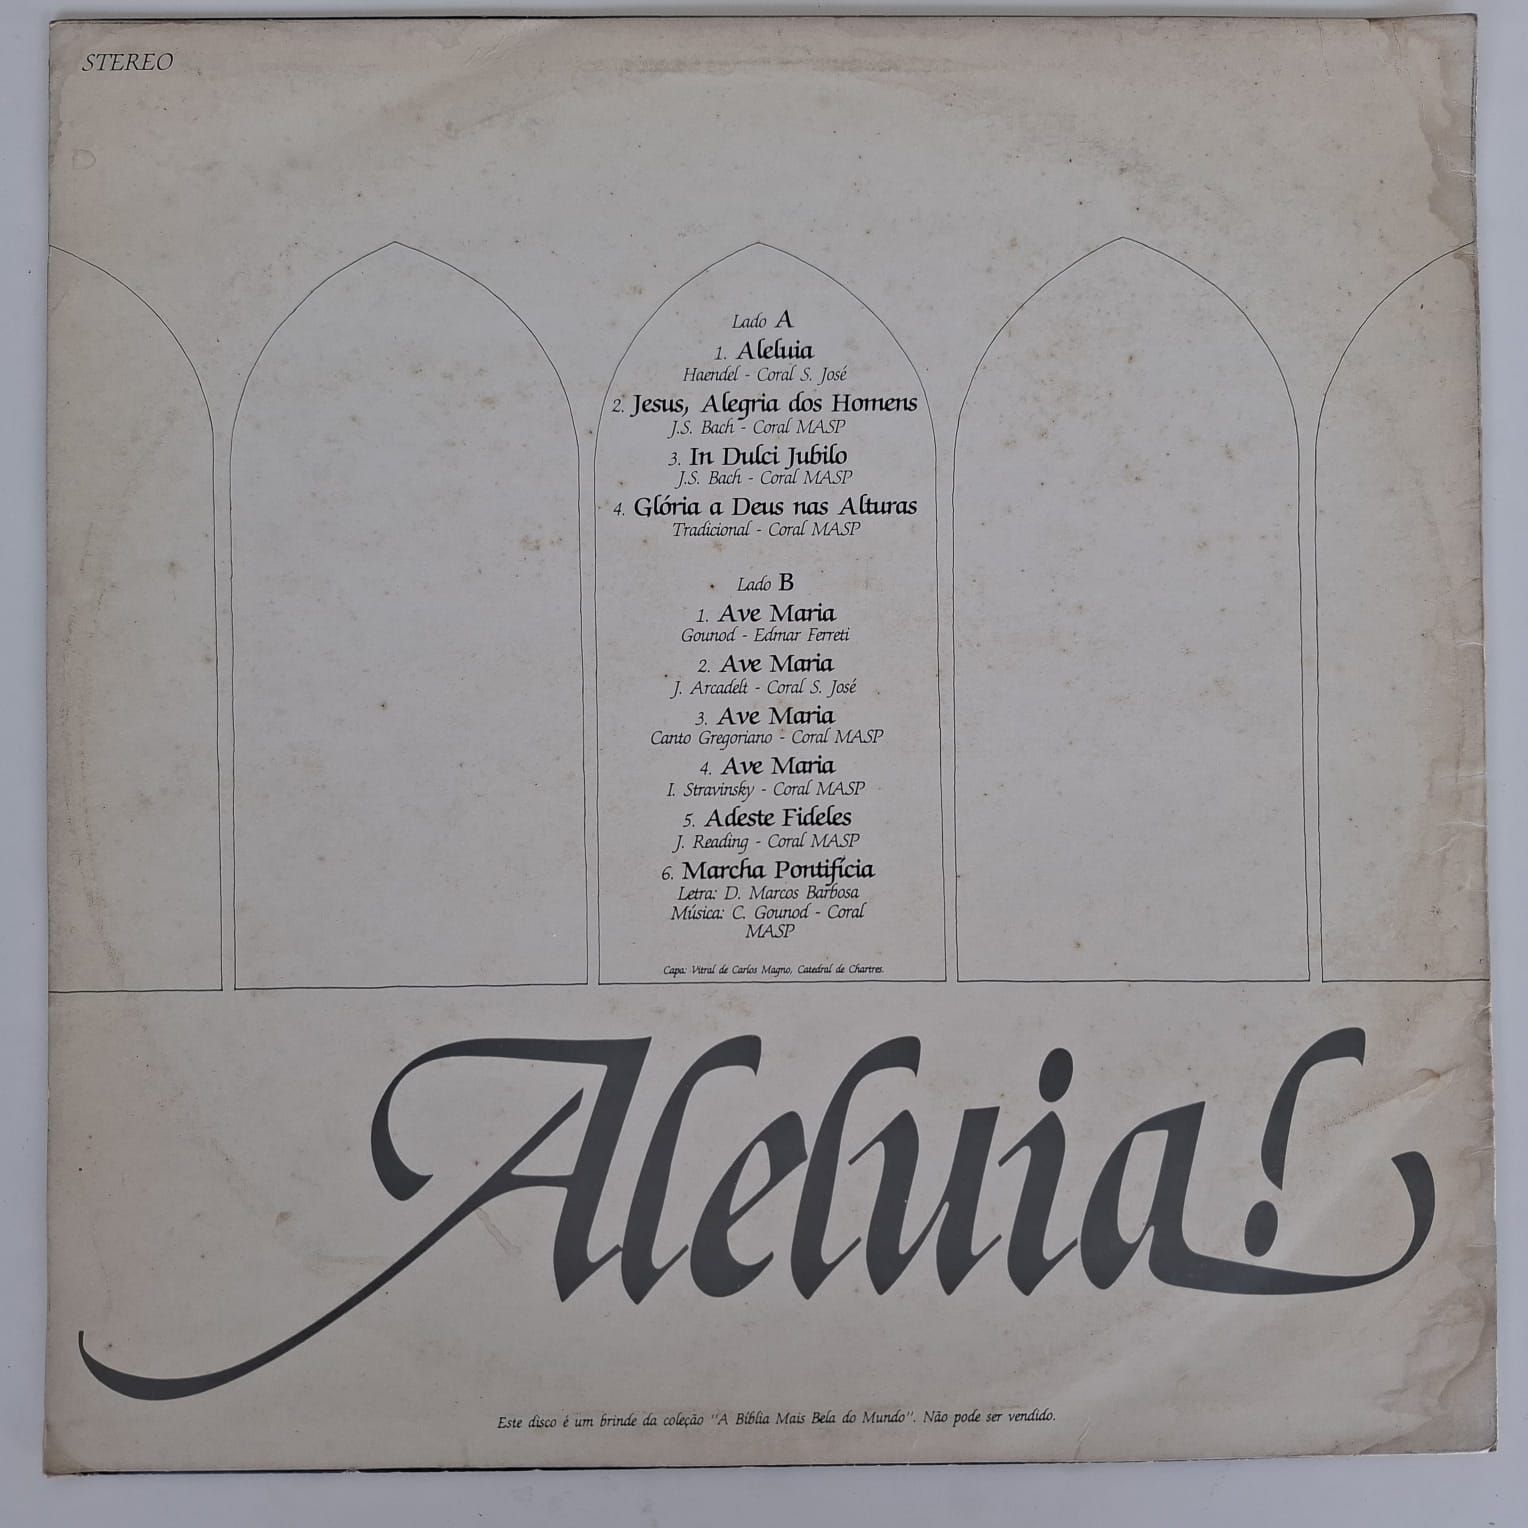 STEREO
Lado A
1. Aleluia
Haendel - Coral S. José
2. Jesus, Alegria dos Homens
J.S. Bach - Coral MASP
3. In Dulci Jubilo
J.S. Bach - Coral MASP
4. Glória a Deus nas Alturas
Tradicional - Coral MASP
Lado B
1. Ave Maria
Gounod - Edmar Ferreti
2. Ave Maria
J. Arcadelt - Coral S. José
3. Ave Maria
Canto Gregoriano - Coral MASP
4. Ave Maria
I. Stravinsky - Coral MASP
5. Adeste Fideles
J. Reading - Coral MASP
6. Marcha Pontifícia
Letra: D. Marcos Barbosa
Música: C. Gounod - Coral
MASP
Capa: Vitral de Carlos Magno, Catedral de Chartres.
Aleluia!
Este disco é um brinde da coleção "A Bíblia Mais Bela do Mundo". Não pode ser vendido.